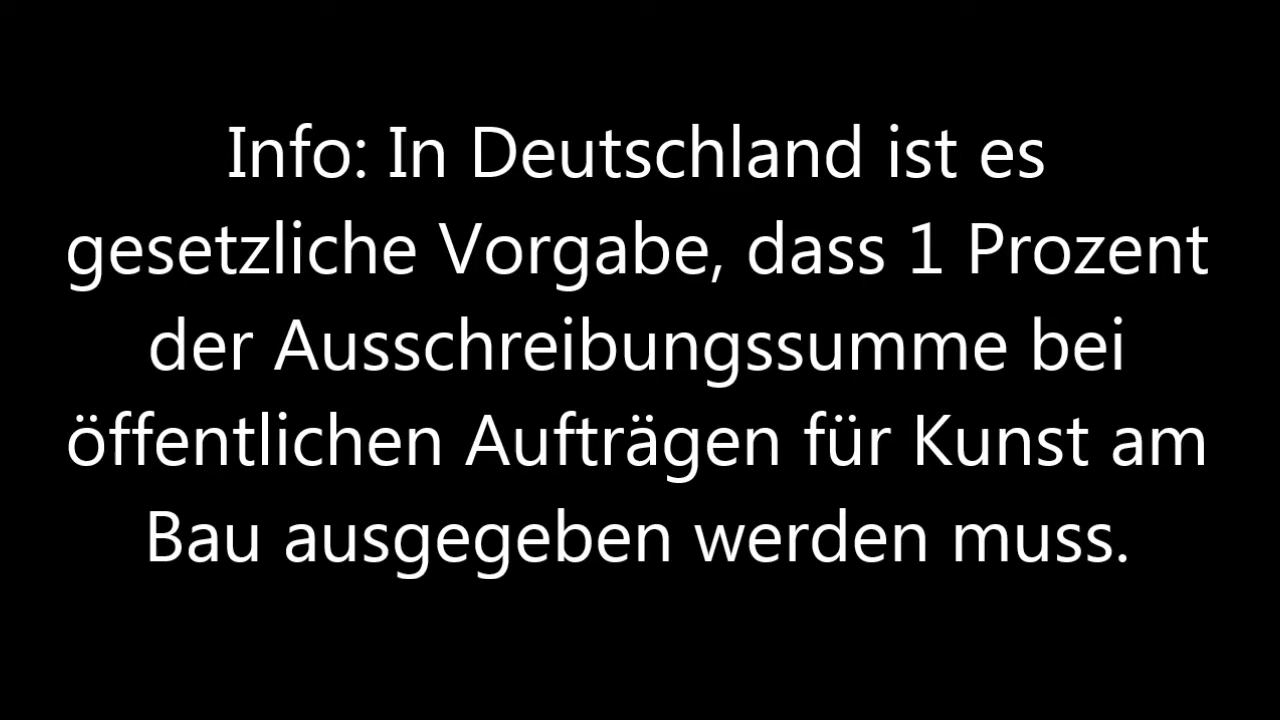 Info: In Deutschland ist es
gesetzliche Vorgabe, dass 1 Prozent
der Ausschreibungssumme bei
öffentlichen Aufträgen für Kunst am
Bau ausgegeben werden muss.